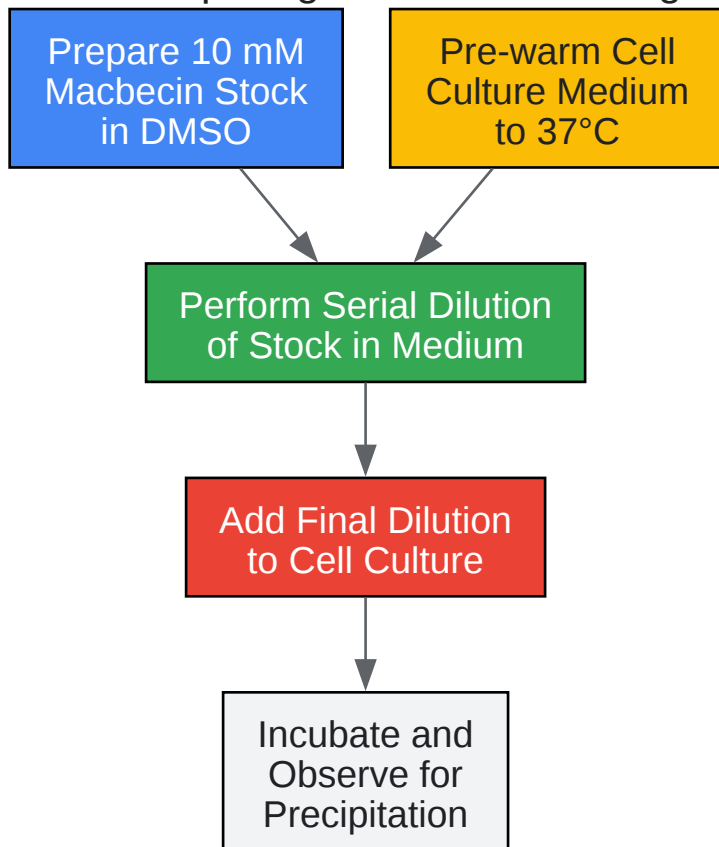 Prepare 10 mM
Macbecin Stock
in DMSO
Pre-warm Cell
Culture Medium
to 37°C
Perform Serial Dilution
of Stock in Medium
Add Final Dilution
to Cell Culture
Incubate and
Observe for
Precipitation